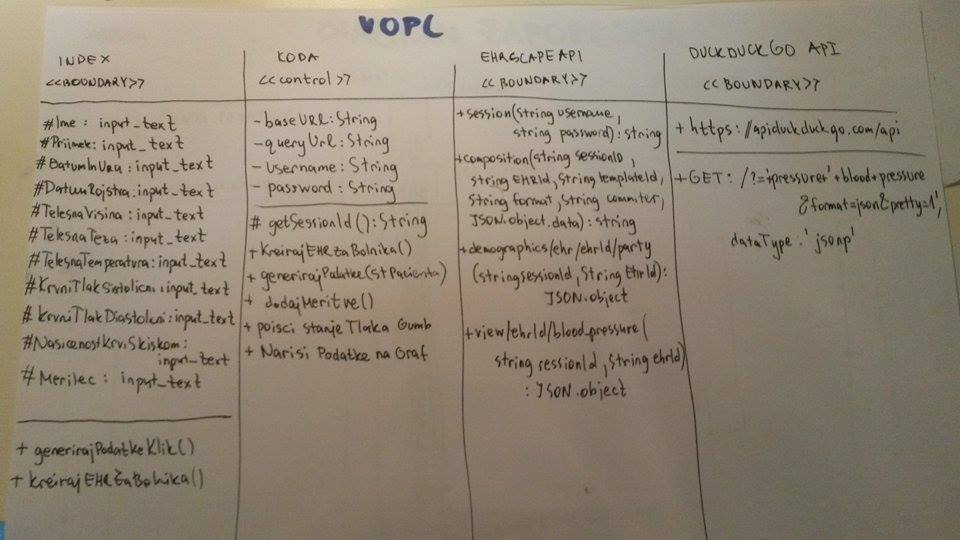 VOPC
INDEX
<<BOUNDARY>>
#Ime : input_text
#Priimek: input_text
#DatumInUra : input_text
#DatumRojstva: input_text
#TelesnaVisina : input_text
#TelesnaTeza : input_text
#TelesnaTemperatura: input_text
#KrvniTlakSistolicni : input_text
#KrvniTlakDiastolicni : input_text
#NasicenostKrviSkisikom:
input_text
#Merilec : input_text
+ generirajPodatkeKlik()
+ kreirajEHRZaBolnika()
KODA
<<control>>
- baseURL: String
- queryUrl: String
- username: String
- password : String
# getSessionId(): String
+ KreirajEHRZaBolnika()
+ generirajPodatke(StPacienta)
+ dodajMeritve()
+ poisci stanje Tlaka Gumb
+ Narisi Podatke na Graf
EHRSCAPE API
<<BOUNDARY>>
+session(String username,
string password): string
+composition(string sessionId,
string EHRId, String templateId,
String format, String commiter,
JSON.object.data): string
+demographics/ehr/ehrId/party
(string sessionId, String EhrId):
JSON.object
+view/ehrId/blood_pressure(
string sessionId, String ehrId)
: JSON.object
DUCKDUCKGO API
<<BOUNDARY>>
+ https://apiduckduckgo.com/api
+GET: /?=+blood+pressure
&format=json&pretty=1',
dataType : 'jsonp'